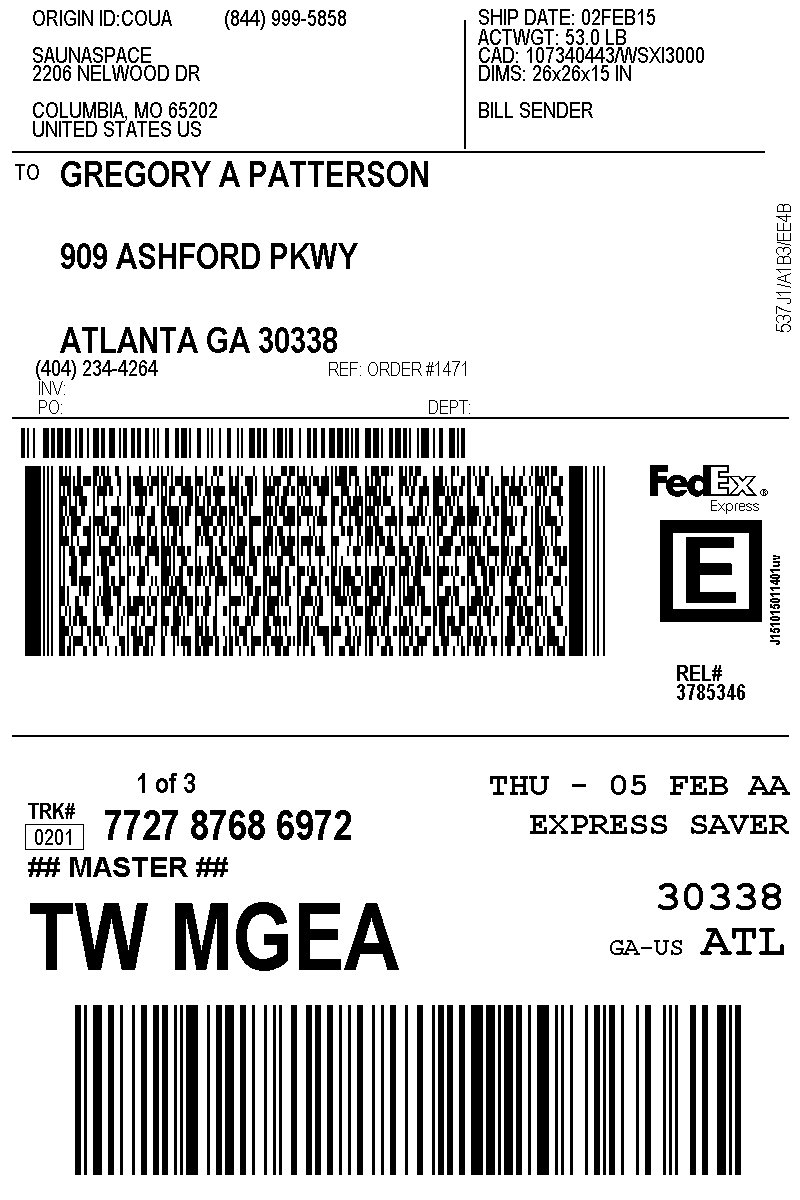 ORIGIN ID:COUA (844) 999-5858
SAUNASPACE
2206 NELWOOD DR
COLUMBIA, MO 65202
UNITED STATES US
SHIP DATE: 02FEB15
ACTWGT: 53.0 LB
CAD: 107340443/WSXI3000
DIMS: 26x26x15 IN
BILL SENDER
TO GREGORY A PATTERSON
909 ASHFORD PKWY
ATLANTA GA 30338
(404) 234-4264 REF: ORDER #1471
INV:
PO: DEPT:
537J1/A1B3/EE4B
FedEx®
Express
E
J151015011401uv
REL#
3785346
1 of 3
TRK#
0201 7727 8768 6972
## MASTER ##
TW MGEA
THU - 05 FEB AA
EXPRESS SAVER
30338
GA-US ATL